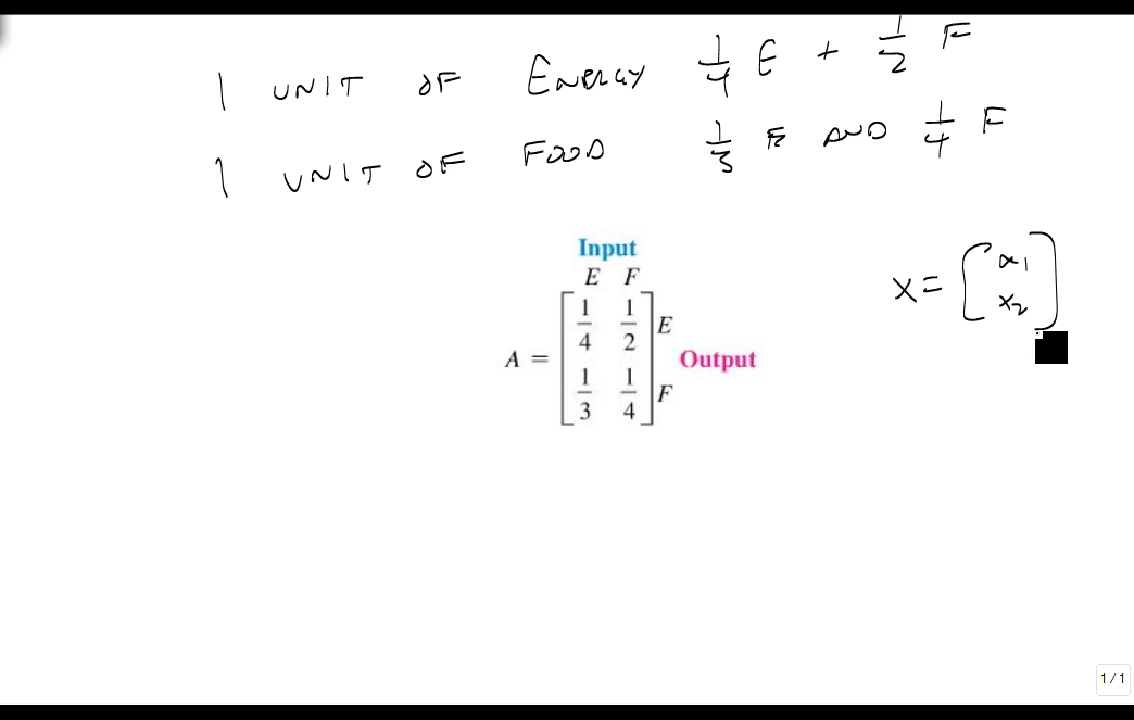 1 UNIT OF ENERGY 1/4 E + 1/2 F
1 UNIT OF FOOD 1/3 E AND 1/4 F
Input
E F
A = [ 1/4 1/2 ] E
[ 1/3 1/4 ] F
Output
X = [ x1
x2 ]
1/1